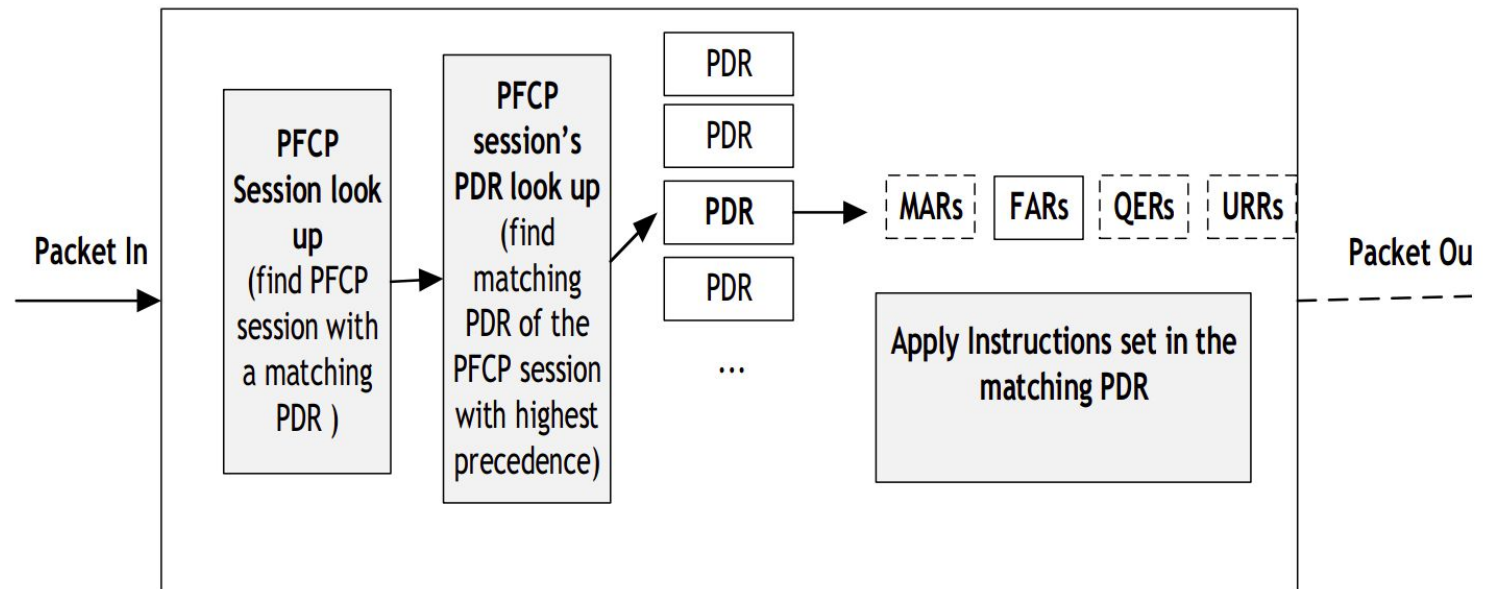 Packet In
PFCP
Session look
up
(find PFCP
session with
a matching
PDR )
PFCP
session’s
PDR look up
(find
matching
PDR of the
PFCP session
with highest
precedence)
PDR
PDR
PDR
PDR
...
MARs
FARs
QERs
URRs
Apply Instructions set in the
matching PDR
Packet Ou